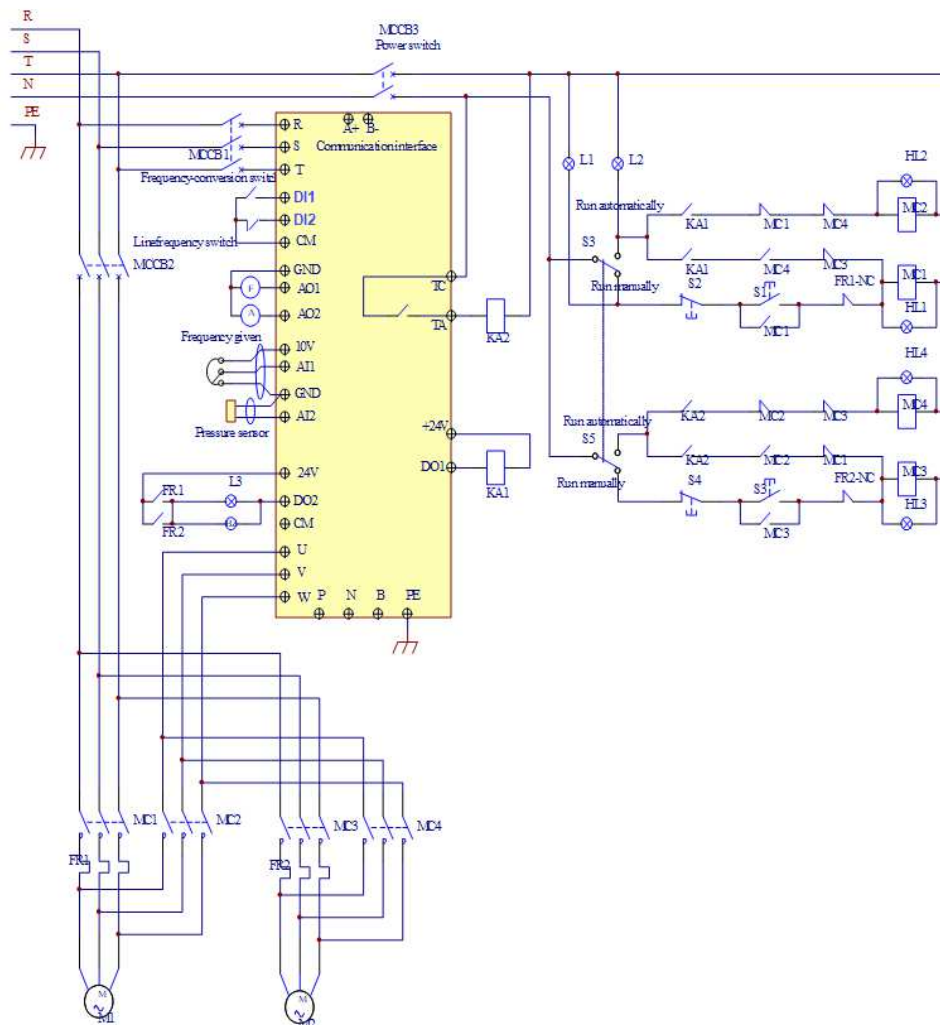 R
S
T
N
PE
MCCB3
Power switch
R
S
T
A+ B-
Communication interface
MCCB1
Frequency-conversion switch
DI1
DI2
CM
Line frequency switch
MCCB2
GND
AO1
F
AO2
A
Frequency given
10V
AI1
GND
AI2
Pressure sensor
24V
FR1
L3
DO2
FR2
CM
U
V
W
P N B PE
TC
TA
KA2
+24V
DO1
KA1
L1
L2
HL2
Run automatically
KA1
MC1
MC4
MC2
S3
KA1
MC4
MC3
MC1
Run manually
S2
S1
FR1-NC
MC1
HL1
HL4
Run automatically
KA2
MC2
MC3
MC4
S5
KA2
MC2
MC1
MC3
Run manually
S4
S3
FR2-NC
MC3
HL3
MC1
MC2
MC3
MC4
FR1
FR2
M
M1
M
M2